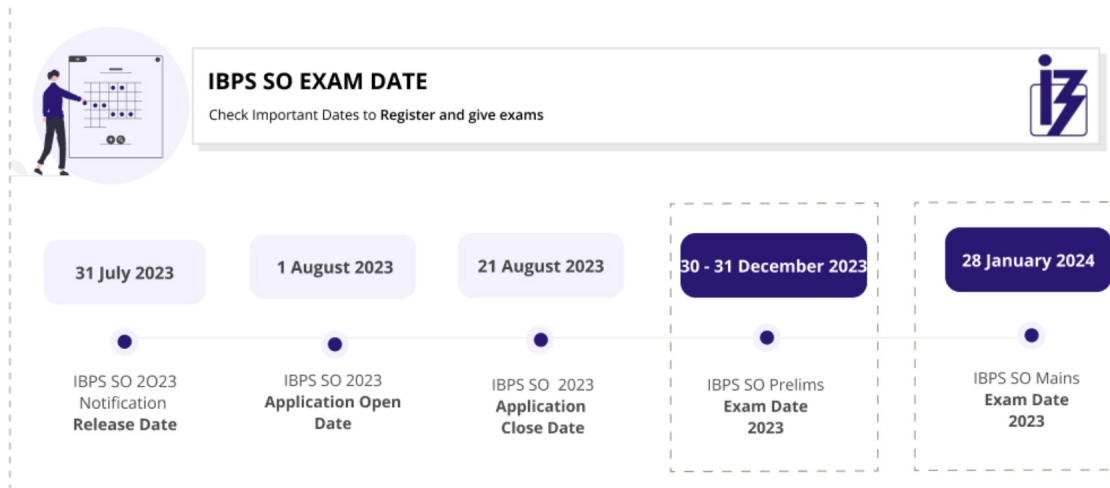 IBPS SO EXAM DATE
Check Important Dates to Register and give exams
31 July 2023
IBPS SO 2O23
Notification
Release Date
1 August 2023
IBPS SO 2023
Application Open
Date
21 August 2023
IBPS SO 2023
Application
Close Date
30 - 31 December 2023
IBPS SO Prelims
Exam Date
2023
28 January 2024
IBPS SO Mains
Exam Date
2023